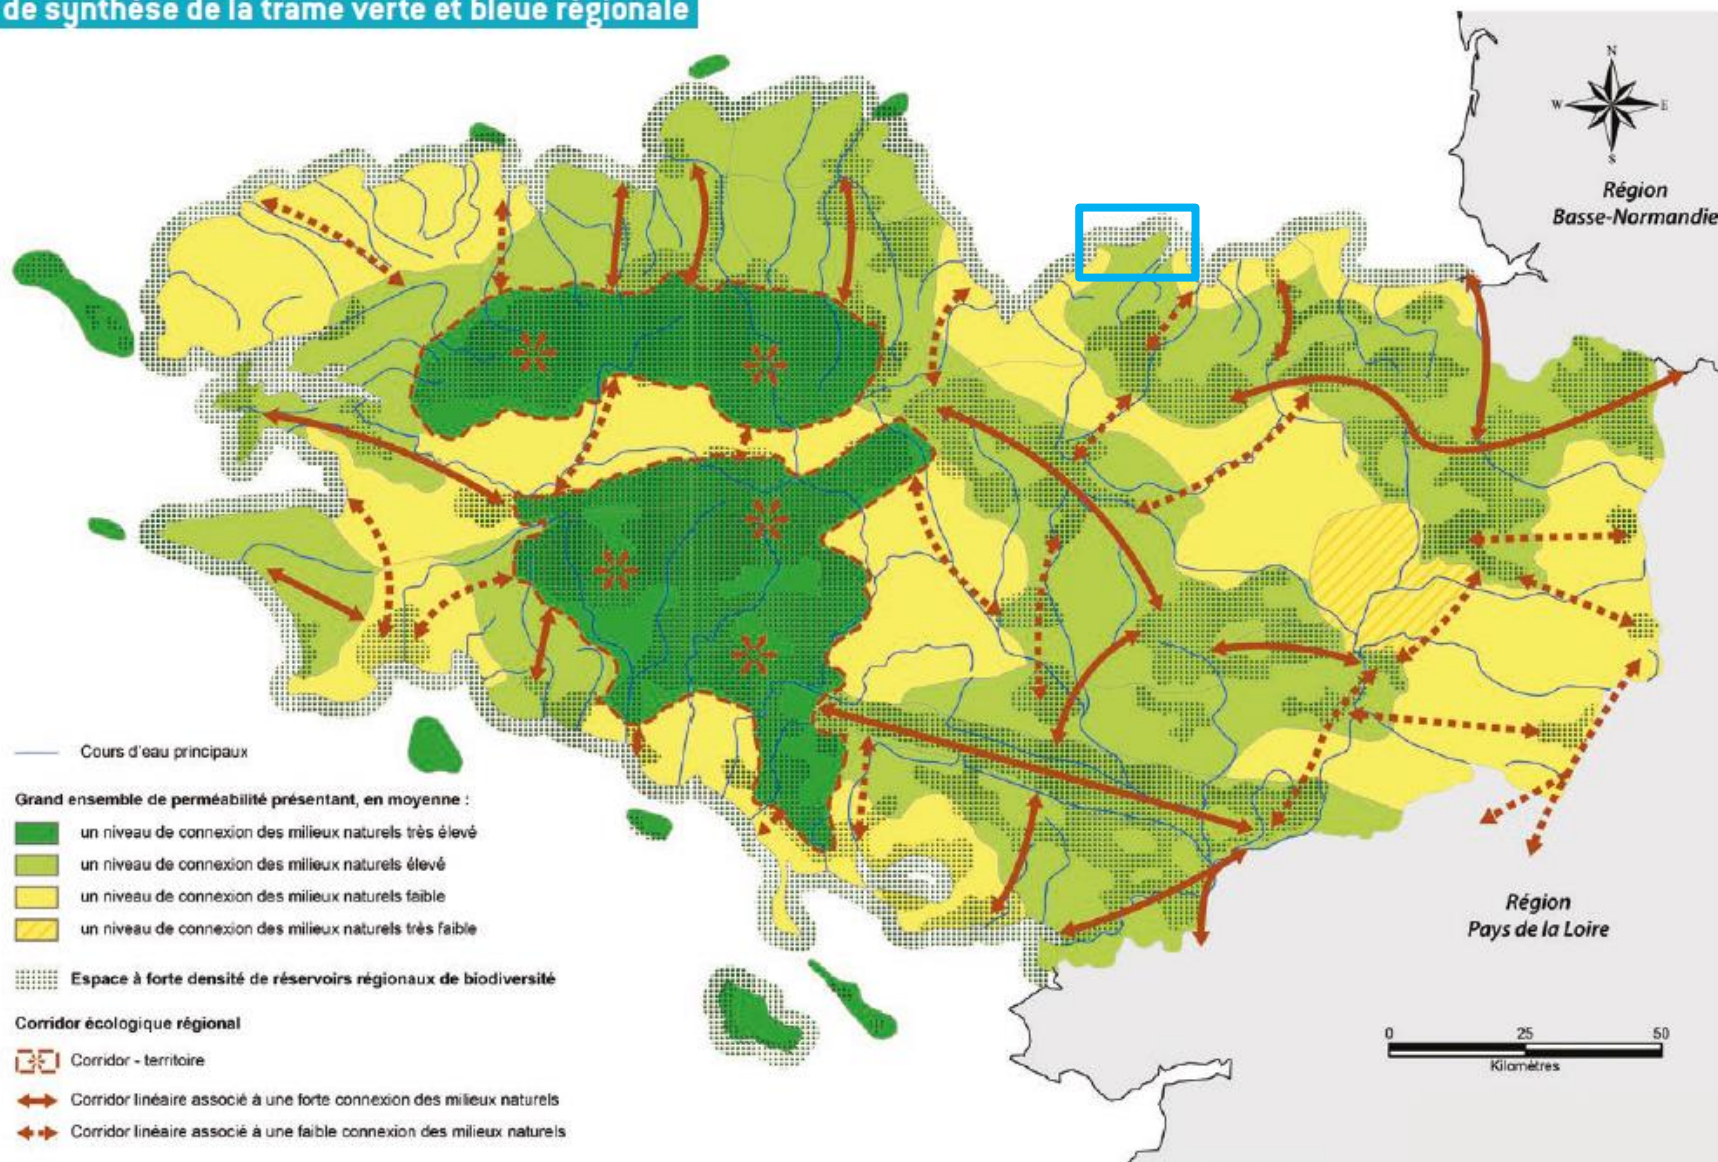 de synthèse de la trame verte et bleue régionale
N
W
E
S
Région
Basse-Normandie
Cours d'eau principaux
Grand ensemble de perméabilité présentant, en moyenne :
un niveau de connexion des milieux naturels très élevé
un niveau de connexion des milieux naturels élevé
un niveau de connexion des milieux naturels faible
un niveau de connexion des milieux naturels très faible
Espace à forte densité de réservoirs régionaux de biodiversité
Corridor écologique régional
Corridor - territoire
Corridor linéaire associé à une forte connexion des milieux naturels
Corridor linéaire associé à une faible connexion des milieux naturels
Région
Pays de la Loire
0 25 50
Kilomètres